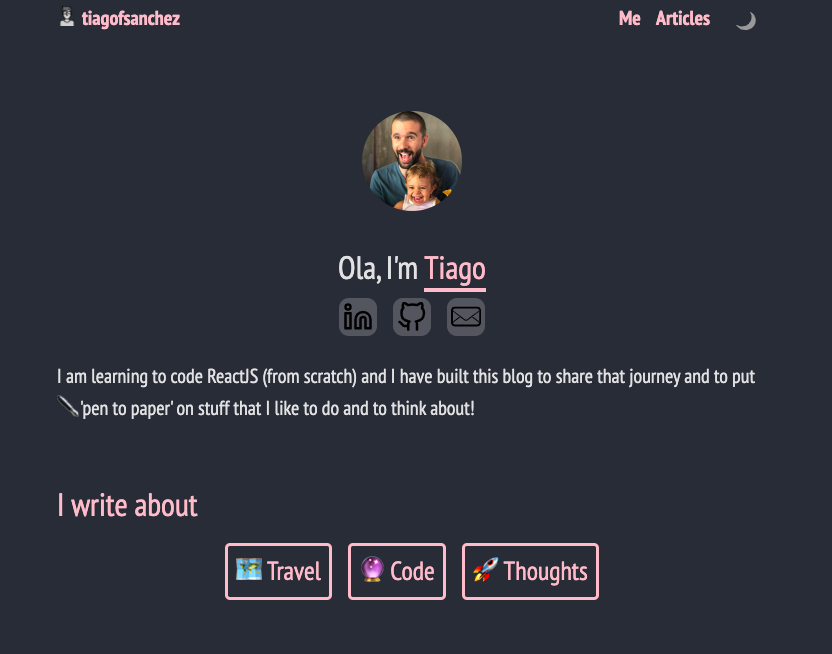 tiagofsanchez
Me Articles
Ola, I'm Tiago
in
I am learning to code ReactJS (from scratch) and I have built this blog to share that journey and to put
'pen to paper' on stuff that I like to do and to think about!
I write about
Travel Code Thoughts